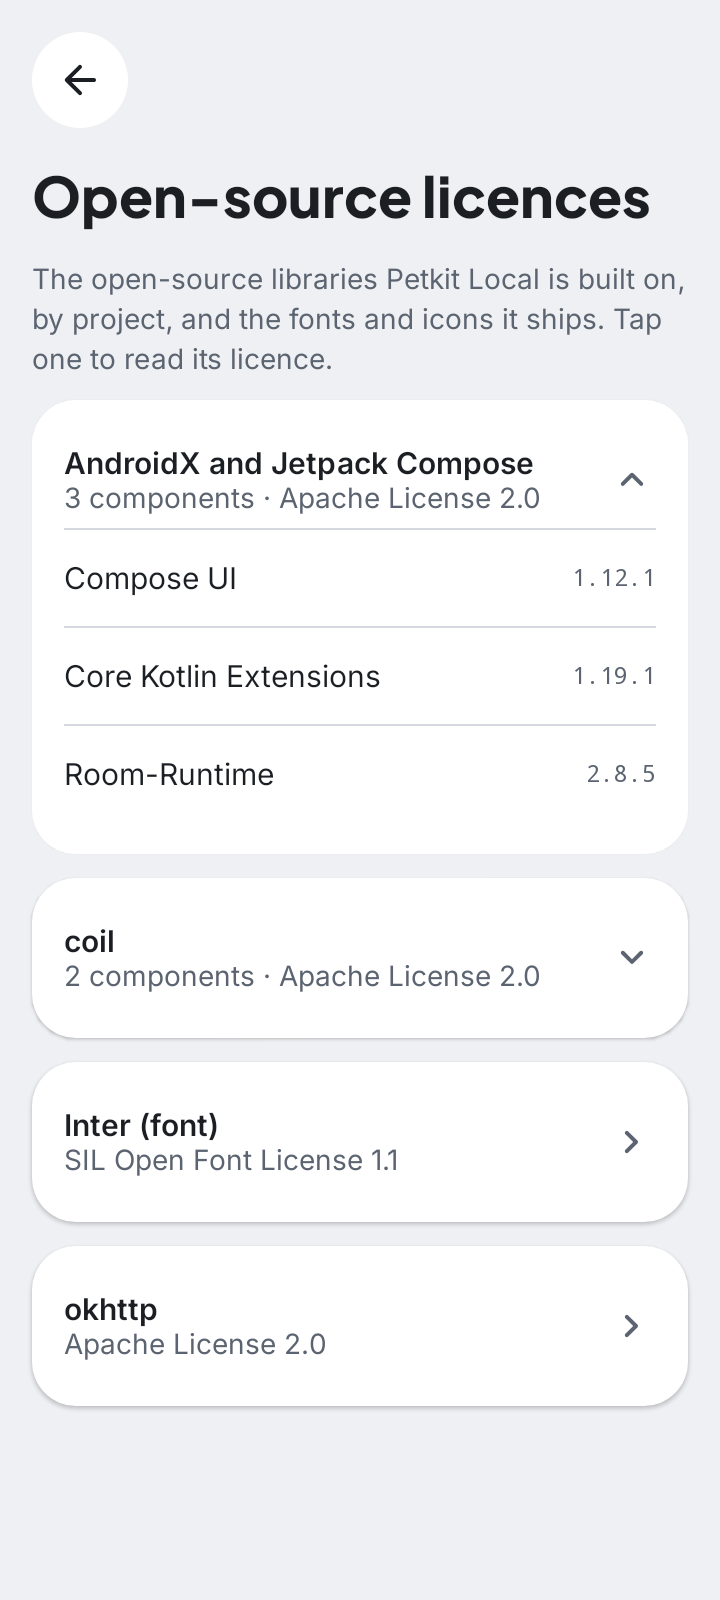 Open-source licences
The open-source libraries Petkit Local is built on,
by project, and the fonts and icons it ships. Tap
one to read its licence.
AndroidX and Jetpack Compose
3 components · Apache License 2.0
Compose UI 1.12.1
Core Kotlin Extensions 1.19.1
Room-Runtime 2.8.5
coil
2 components · Apache License 2.0
Inter (font)
SIL Open Font License 1.1
okhttp
Apache License 2.0